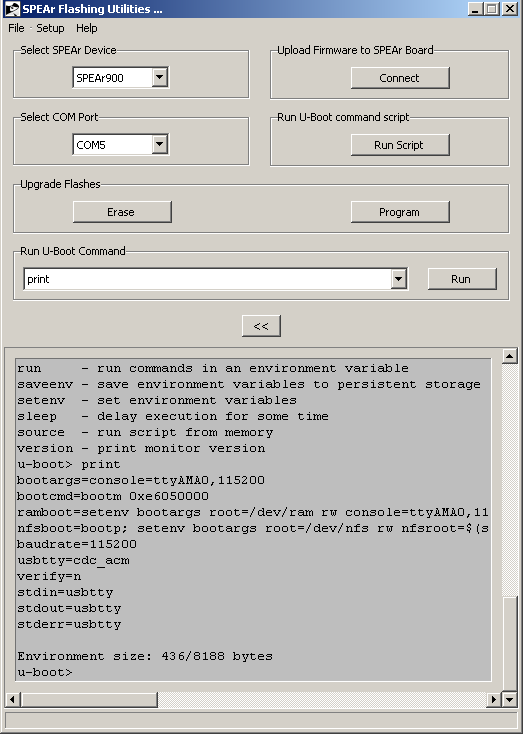 SPEAr Flashing Utilities ...
File Setup Help
Select SPEAr Device
Upload Firmware to SPEAr Board
SPEAr900
Connect
Select COM Port
Run U-Boot command script
COM5
Run Script
Upgrade Flashes
Erase
Program
Run U-Boot Command
print
Run
<<
run     - run commands in an environment variable
saveenv - save environment variables to persistent storage
setenv  - set environment variables
sleep   - delay execution for some time
source  - run script from memory
version - print monitor version
u-boot> print
bootargs=console=ttyAMA0,115200
bootcmd=bootm 0xe6050000
ramboot=setenv bootargs root=/dev/ram rw console=ttyAMA0,11
nfsboot=bootp; setenv bootargs root=/dev/nfs rw nfsroot=$(s
baudrate=115200
usbtty=cdc_acm
verify=n
stdin=usbtty
stdout=usbtty
stderr=usbtty
Environment size: 436/8188 bytes
u-boot>